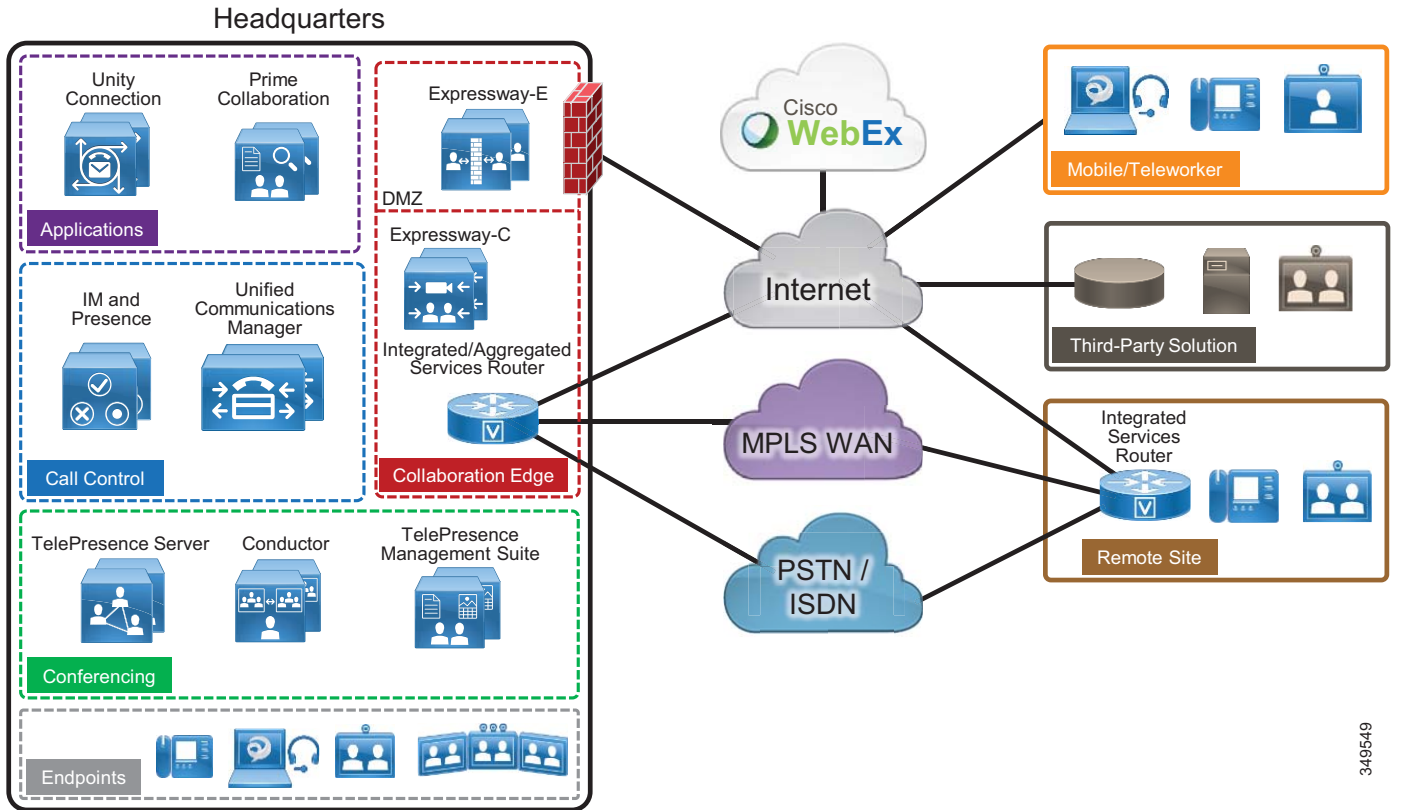 Headquarters
Unity
Connection
Prime
Collaboration
Applications
Expressway-E
DMZ
Expressway-C
Integrated/Aggregated
Services Router
V
Collaboration Edge
IM and
Presence
Unified
Communications
Manager
Call Control
TelePresence Server
Conductor
TelePresence
Management Suite
Conferencing
Endpoints
Cisco
WebEx
Internet
MPLS WAN
PSTN /
ISDN
Mobile/Teleworker
Third-Party Solution
Integrated
Services
Router
V
Remote Site
349549